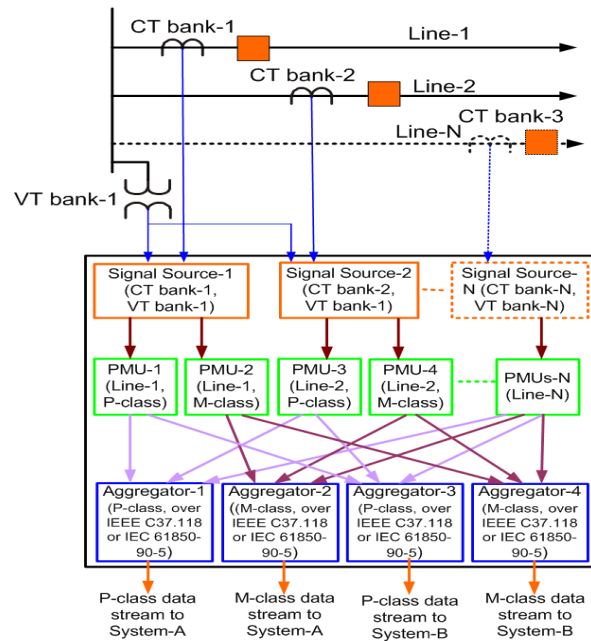 CT bank-1
Line-1
CT bank-2
Line-2
CT bank-3
Line-N
VT bank-1
Signal Source-1
(CT bank-1,
VT bank-1)
Signal Source-2
(CT bank-2,
VT bank-1)
Signal Source-
N (CT bank-N,
VT bank-N)
PMU-1
(Line-1,
P-class)
PMU-2
(Line-1,
M-class)
PMU-3
(Line-2,
P-class)
PMU-4
(Line-2,
M-class)
PMUs-N
(Line-N)
Aggregator-1
(P-class, over
IEEE C37.118
or IEC 61850-
90-5)
Aggregator-2
((M-class, over
IEEE C37.118
or IEC 61850-
90-5)
Aggregator-3
(P-class, over
IEEE C37.118
or IEC 61850-
90-5)
Aggregator-4
(M-class, over
IEEE C37.118
or IEC 61850-
90-5)
P-class data
stream to
System-A
M-class data
stream to
System-A
P-class data
stream to
System-B
M-class data
stream to
System-B